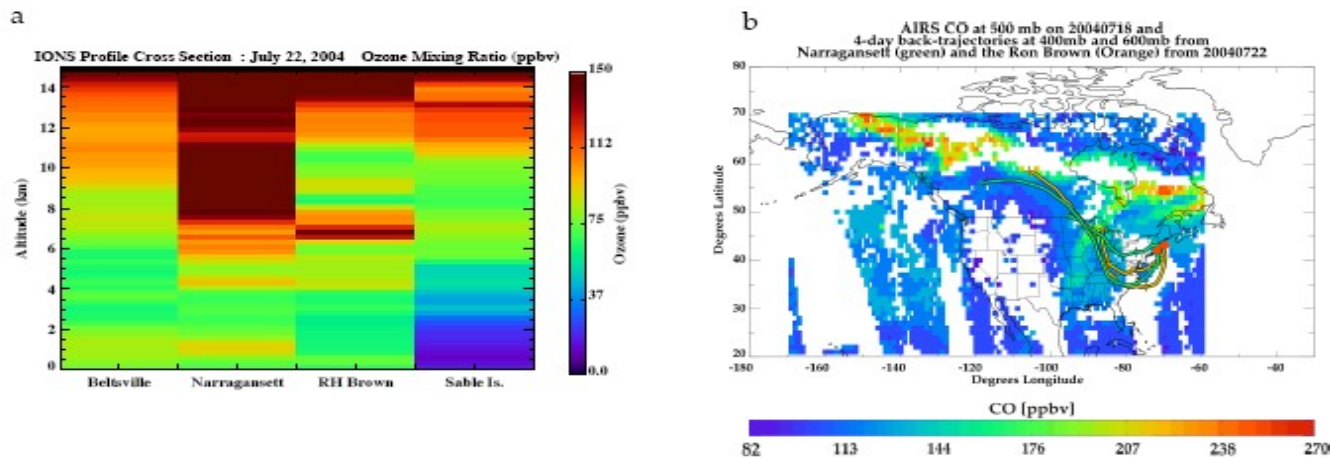 a
IONS Profile Cross Section : July 22, 2004 Ozone Mixing Ratio (ppbv)
14
12
10
8
6
4
2
0
Altitude (km)
Beltsville Narragansett RH Brown Sable Is.
150
112
75
37
0.0
Ozone (ppbv)
b
AIRS CO at 500 mb on 20040718 and
4-day back-trajectories at 400mb and 600mb from
Narragansett (green) and the Ron Brown (Orange) from 20040722
80
70
60
50
40
30
20
Degrees Latitude
-180 -160 -140 -120 -100 -80 -60 -40
Degrees Longitude
CO [ppbv]
82 113 144 176 207 238 270